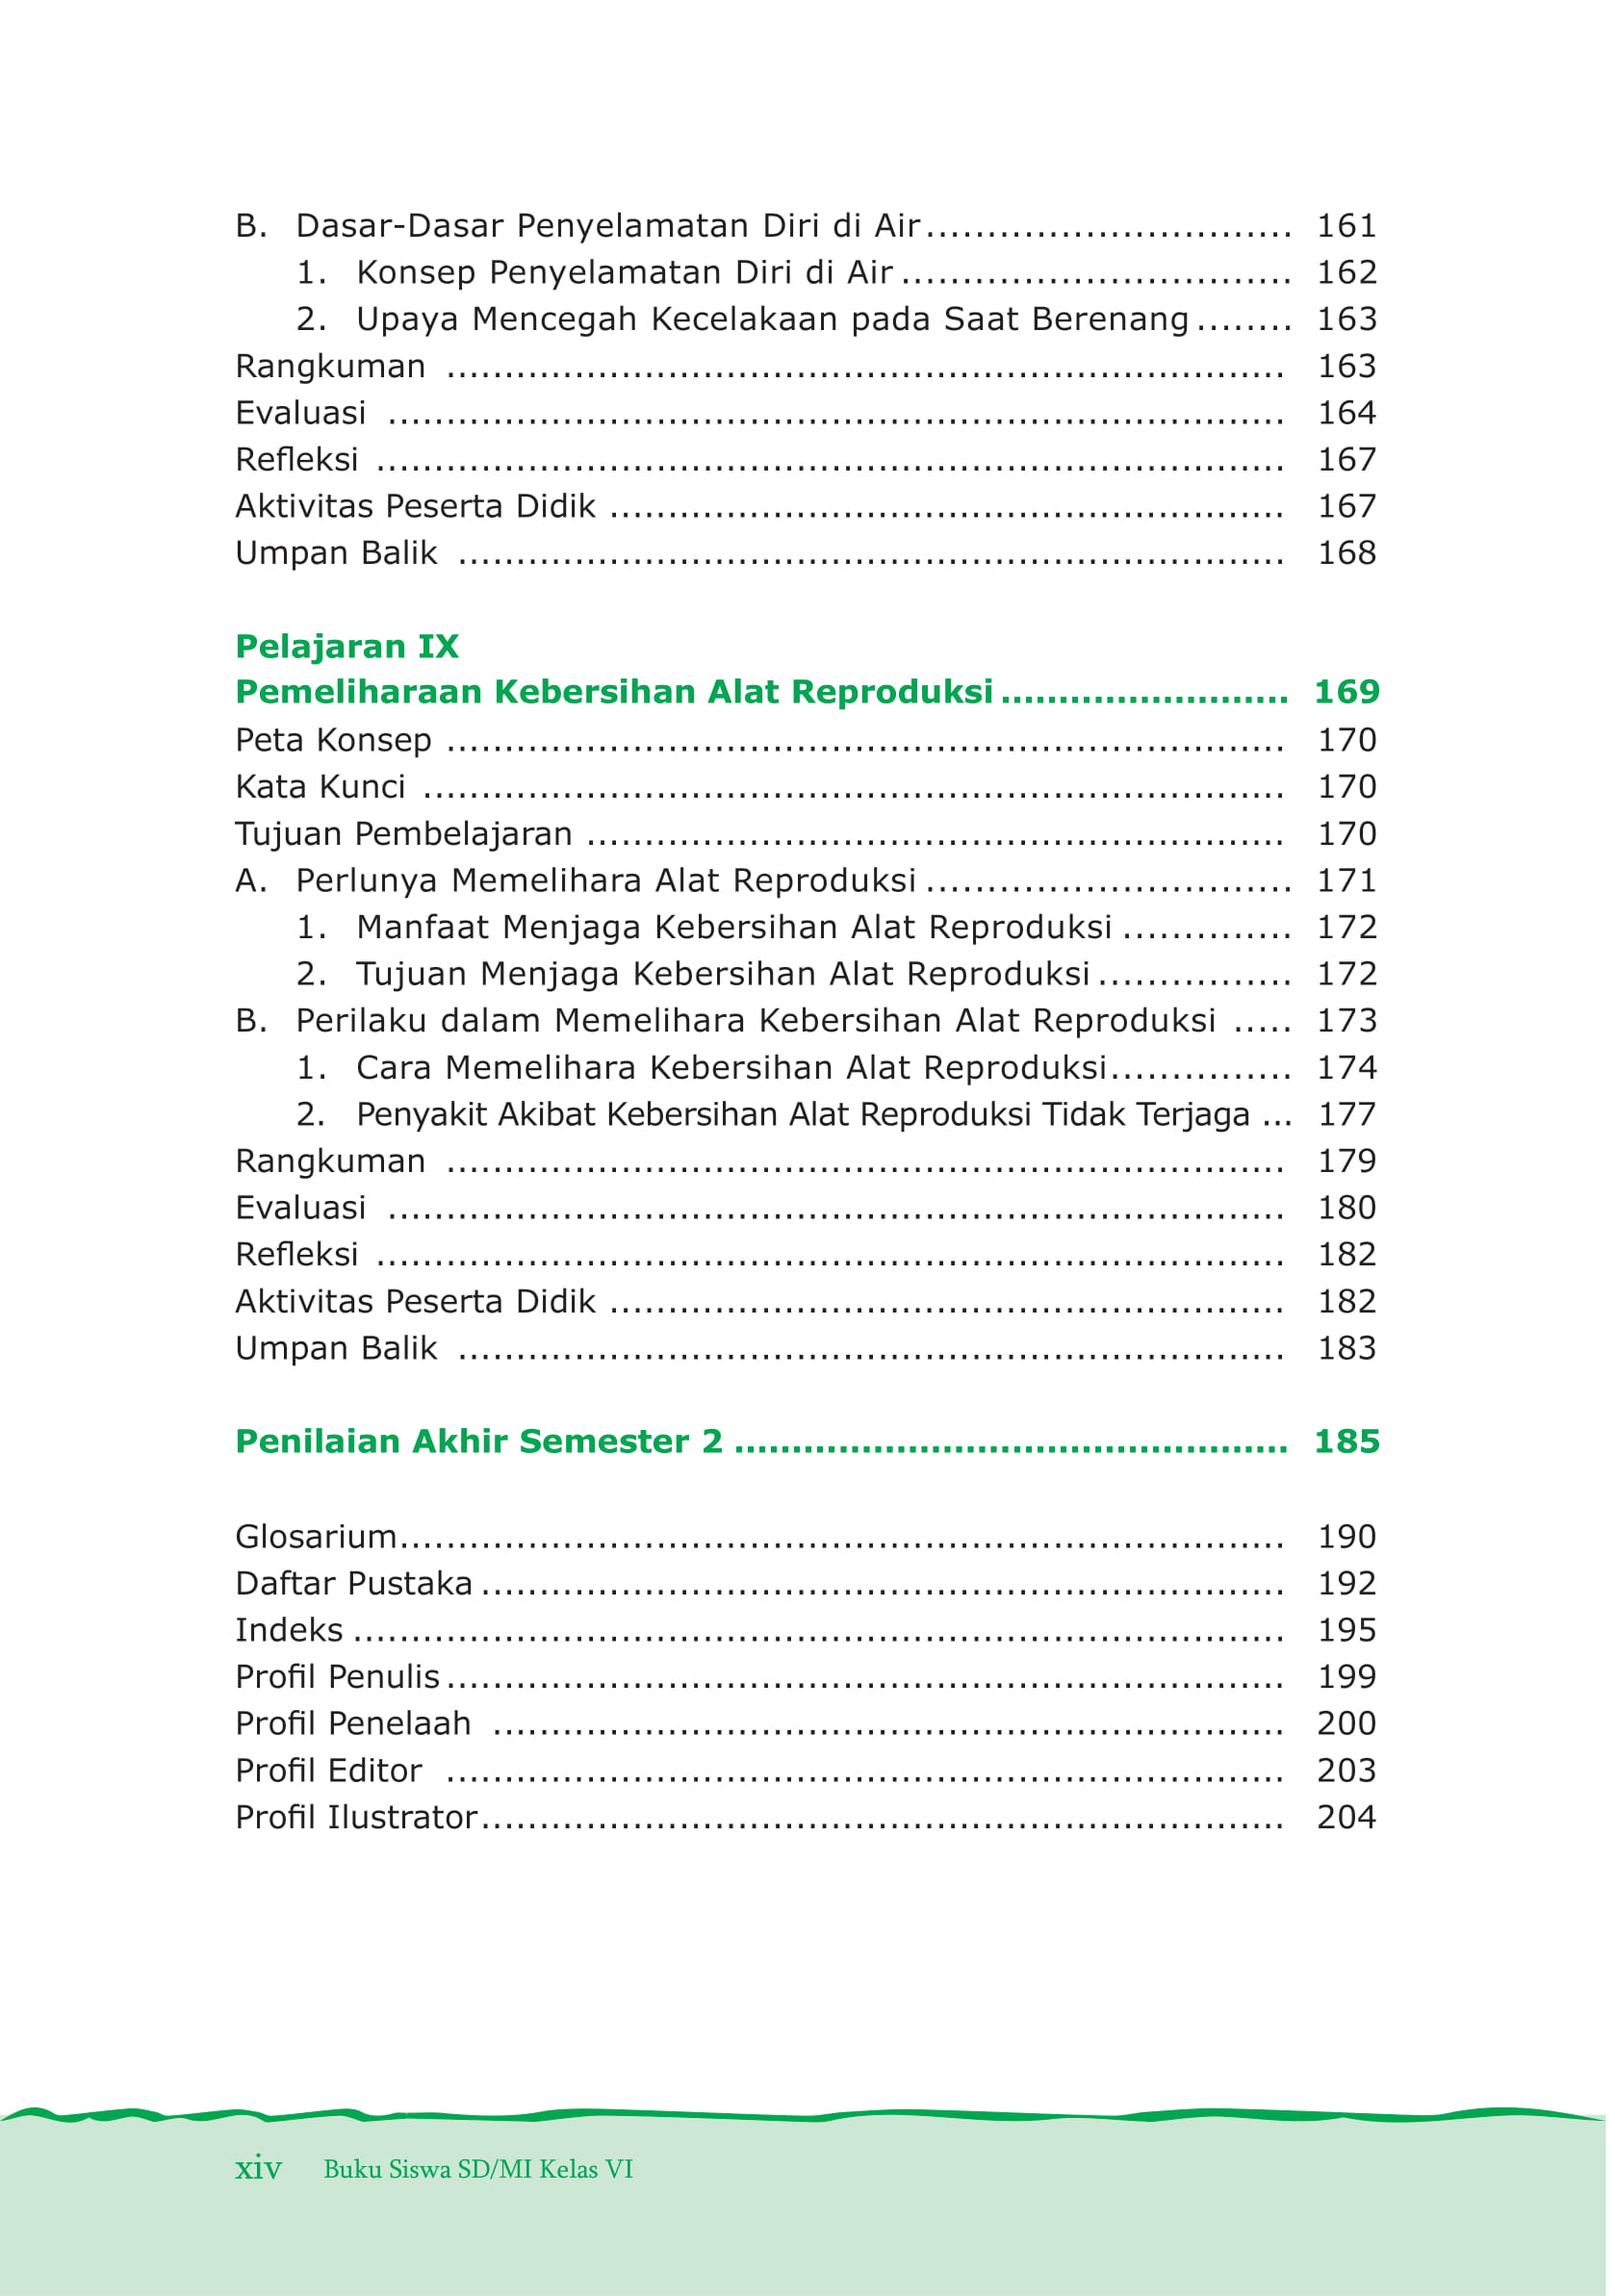 B. Dasar-Dasar Penyelamatan Diri di Air.............................. 161
1. Konsep Penyelamatan Diri di Air ................................ 162
2. Upaya Mencegah Kecelakaan pada Saat Berenang ........ 163
Rangkuman ........................................................................ 163
Evaluasi ............................................................................. 164
Refleksi .............................................................................. 167
Aktivitas Peserta Didik .......................................................... 167
Umpan Balik ....................................................................... 168
Pelajaran IX
Pemeliharaan Kebersihan Alat Reproduksi ......................... 169
Peta Konsep ........................................................................ 170
Kata Kunci .......................................................................... 170
Tujuan Pembelajaran ............................................................ 170
A. Perlunya Memelihara Alat Reproduksi .............................. 171
1. Manfaat Menjaga Kebersihan Alat Reproduksi .............. 172
2. Tujuan Menjaga Kebersihan Alat Reproduksi ................ 172
B. Perilaku dalam Memelihara Kebersihan Alat Reproduksi ..... 173
1. Cara Memelihara Kebersihan Alat Reproduksi............... 174
2. Penyakit Akibat Kebersihan Alat Reproduksi Tidak Terjaga ... 177
Rangkuman ........................................................................ 179
Evaluasi ............................................................................. 180
Refleksi .............................................................................. 182
Aktivitas Peserta Didik .......................................................... 182
Umpan Balik ....................................................................... 183
Penilaian Akhir Semester 2 ................................................ 185
Glosarium............................................................................ 190
Daftar Pustaka ..................................................................... 192
Indeks ................................................................................ 195
Profil Penulis ........................................................................ 199
Profil Penelaah .................................................................... 200
Profil Editor ........................................................................ 203
Profil Ilustrator..................................................................... 204
xiv Buku Siswa SD/MI Kelas VI